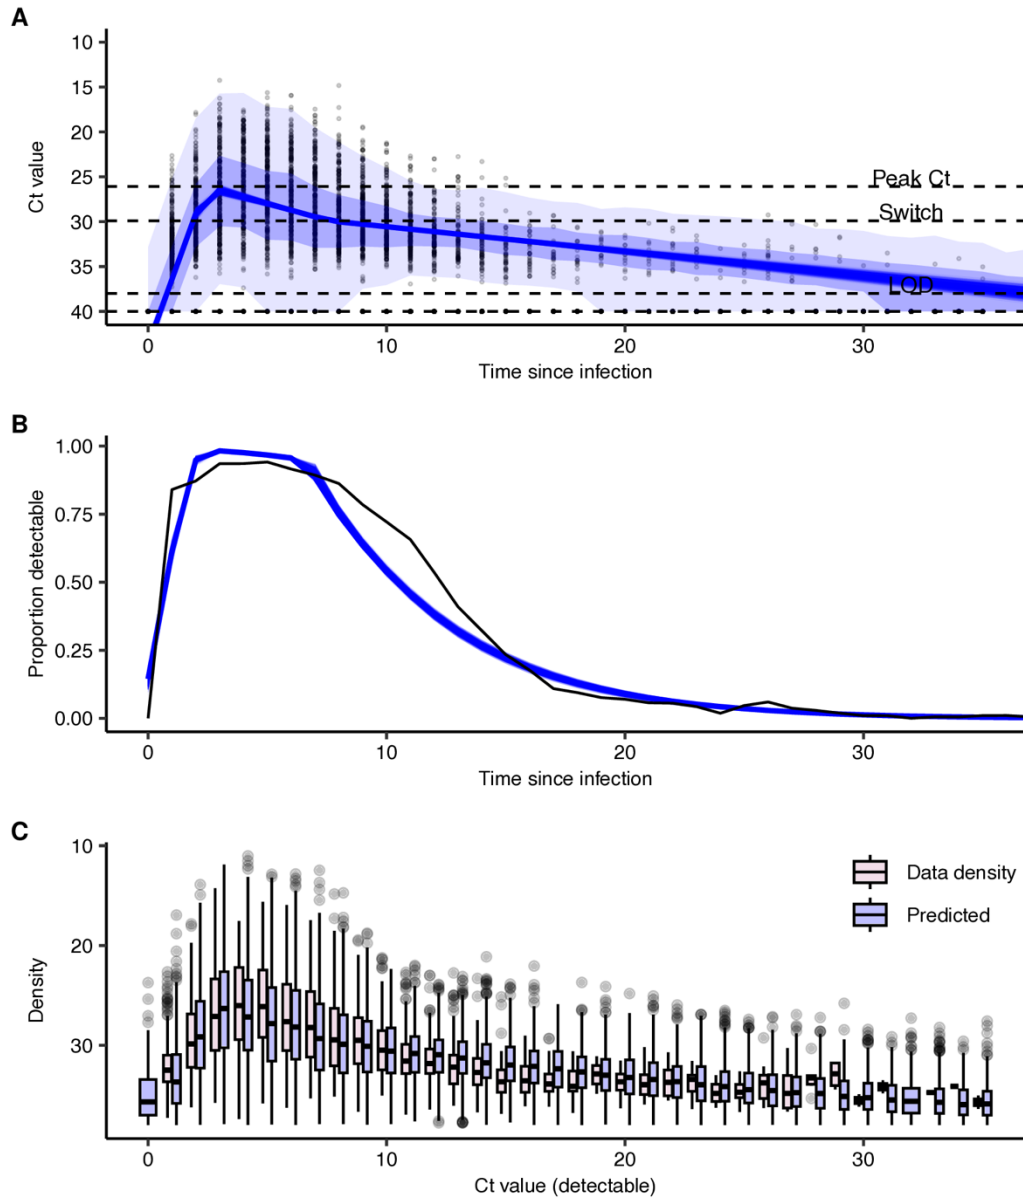 A
10
15
20
25
30
35
40
Ct value
Peak Ct
Switch
LOD
0
10
20
30
Time since infection
B
1.00
0.75
0.50
0.25
0.00
Proportion detectable
0
10
20
30
Time since infection
C
10
20
30
Density
Data density
Predicted
0
10
20
30
Ct value (detectable)